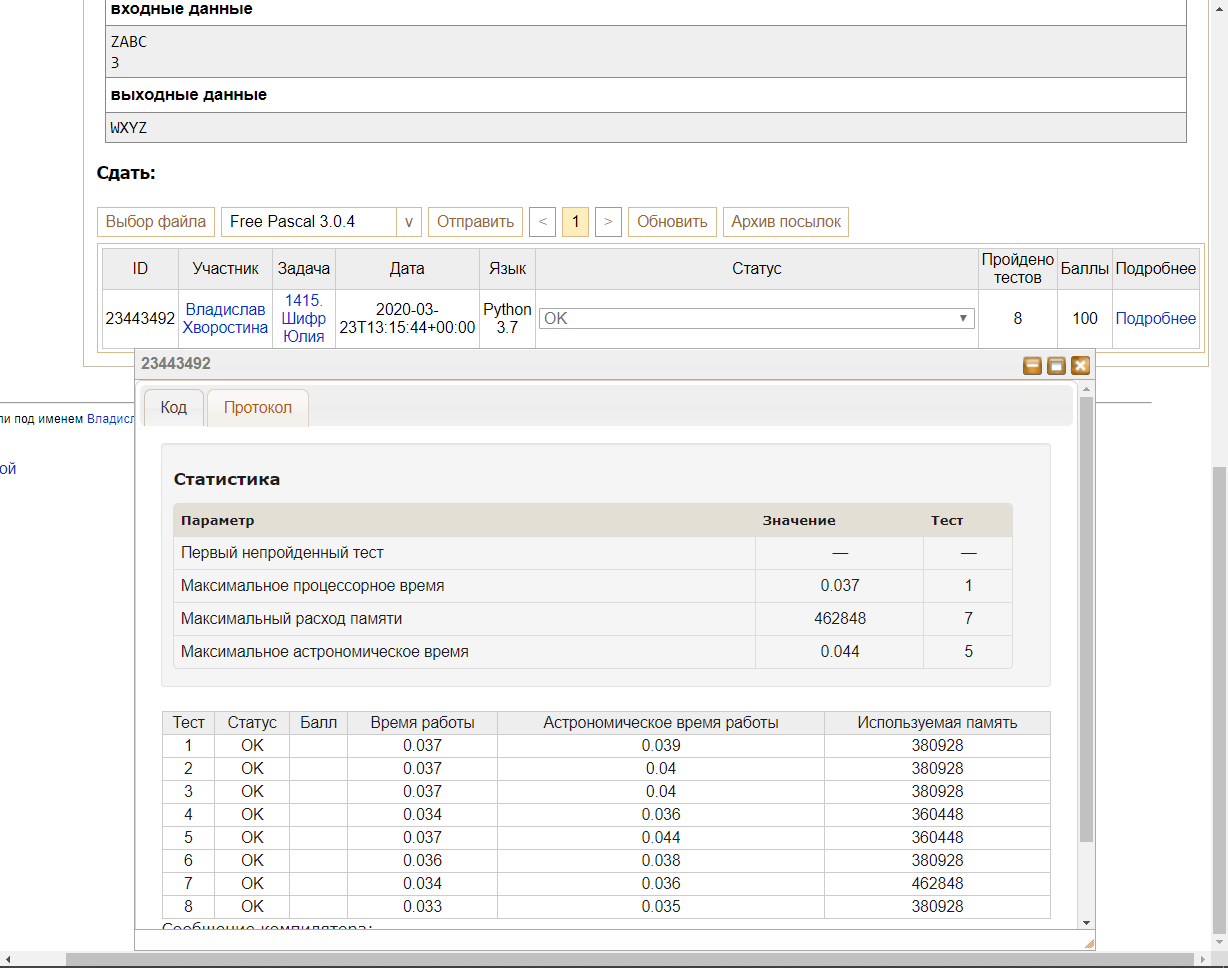 входные данные
ZABC
3
выходные данные
WXYZ
Сдать:
Выбор файла Free Pascal 3.0.4 v Отправить < 1 > Обновить Архив посылок
ID Участник Задача Дата Язык Статус Пройдено тестов Баллы Подробнее
23443492 Владислав Хворостина 1415. Шифр Юлия 2020-03-23T13:15:44+00:00 Python 3.7 OK 8 100 Подробнее
23443492
Код Протокол
ли под именем Владисл
ой
Статистика
Параметр Значение Тест
Первый непройденный тест — —
Максимальное процессорное время 0.037 1
Максимальный расход памяти 462848 7
Максимальное астрономическое время 0.044 5
Тест Статус Балл Время работы Астрономическое время работы Используемая память
1 OK 0.037 0.039 380928
2 OK 0.037 0.04 380928
3 OK 0.037 0.04 380928
4 OK 0.034 0.036 360448
5 OK 0.037 0.044 360448
6 OK 0.036 0.038 380928
7 OK 0.034 0.036 462848
8 OK 0.033 0.035 380928
Сообщение компилятора: